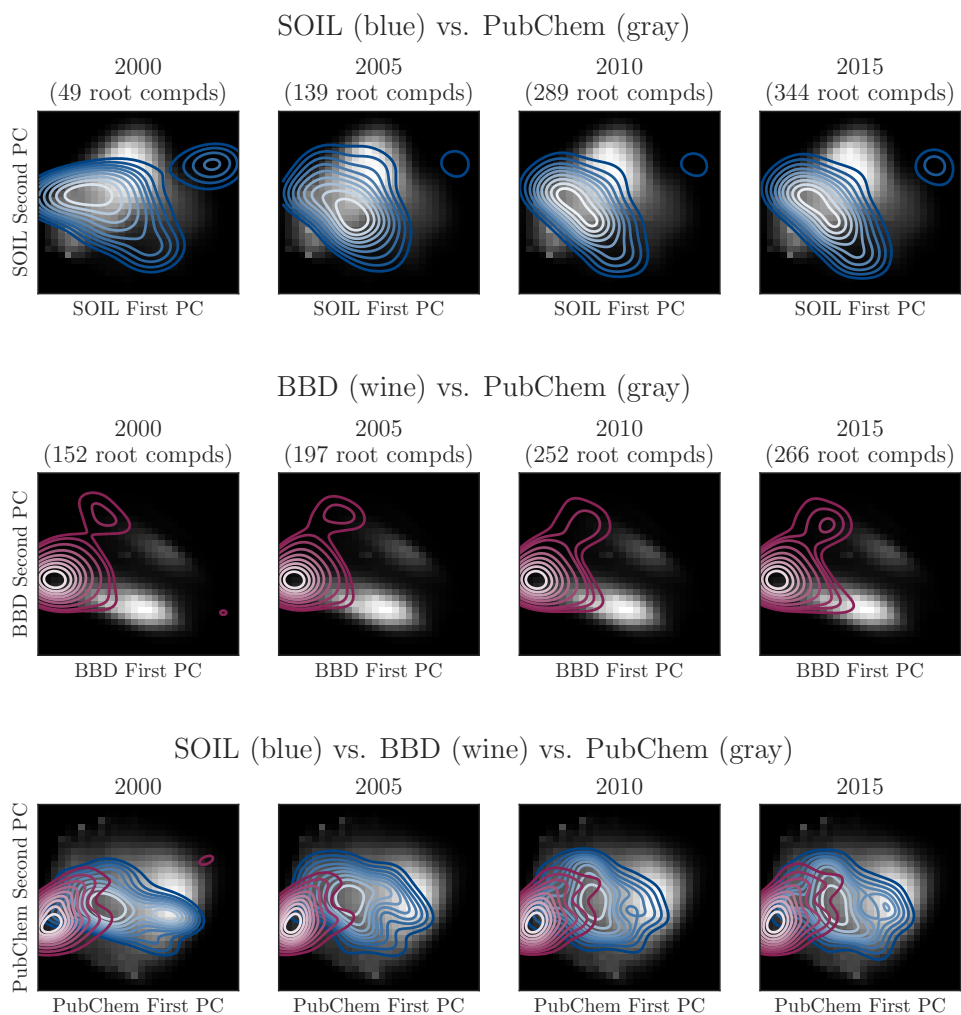 SOIL (blue) vs. PubChem (gray)
2000
(49 root compds)
2005
(139 root compds)
2010
(289 root compds)
2015
(344 root compds)
SOIL Second PC
SOIL First PC
SOIL First PC
SOIL First PC
SOIL First PC
BBD (wine) vs. PubChem (gray)
2000
(152 root compds)
2005
(197 root compds)
2010
(252 root compds)
2015
(266 root compds)
BBD Second PC
BBD First PC
BBD First PC
BBD First PC
BBD First PC
SOIL (blue) vs. BBD (wine) vs. PubChem (gray)
2000
2005
2010
2015
PubChem Second PC
PubChem First PC
PubChem First PC
PubChem First PC
PubChem First PC